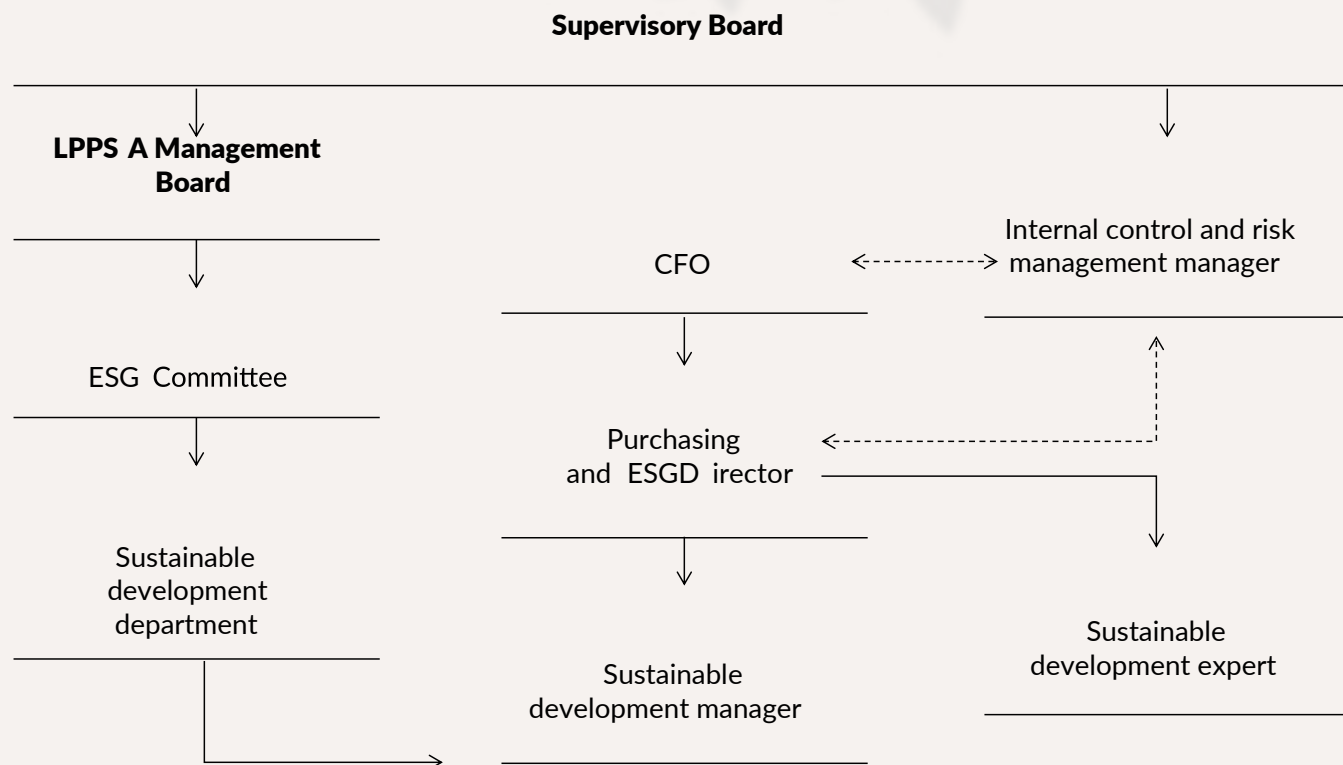 Supervisory Board
LPPS A Management
Board
Internal control and risk
management manager
CFO
ESG Committee
Purchasing
and ESGD irector
Sustainable
development
department
Sustainable
development expert
Sustainable
development manager